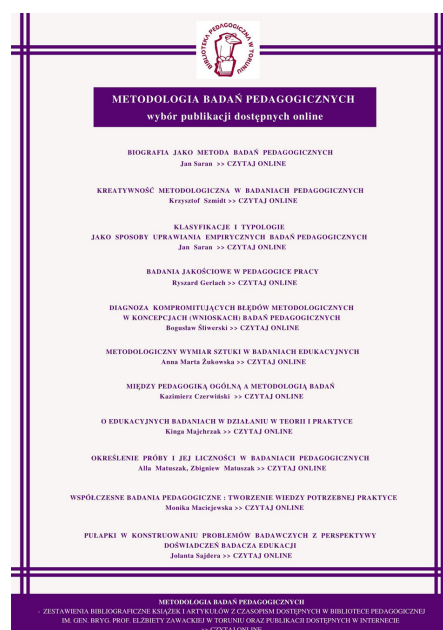 BIBLIOTEKA PEDAGOGICZNA W TORUNIU
METODOLOGIA BADAŃ PEDAGOGICZNYCH
wybór publikacji dostępnych online
BIOGRAFIA JAKO METODA BADAŃ PEDAGOGICZNYCH
Jan Saran >> CZYTAJ ONLINE
KREATYWNOŚĆ METODOLOGICZNA W BADANIACH PEDAGOGICZNYCH
Krzysztof Szmidt >> CZYTAJ ONLINE
KLASYFIKACJE I TYPOLOGIE
JAKO SPOSOBY UPRAWIANIA EMPIRYCZNYCH BADAŃ PEDAGOGICZNYCH
Jan Saran >> CZYTAJ ONLINE
BADANIA JAKOŚCIOWE W PEDAGOGICE PRACY
Ryszard Gerlach >> CZYTAJ ONLINE
DIAGNOZA KOMPROMITUJĄCYCH BŁĘDÓW METODOLOGICZNYCH
W KONCEPCJACH (WNIOSKACH) BADAŃ PEDAGOGICZNYCH
Bogusław Śliwerski >> CZYTAJ ONLINE
METODOLOGICZNY WYMIAR SZTUKI W BADANIACH EDUKACYJNYCH
Anna Marta Żukowska >> CZYTAJ ONLINE
MIĘDZY PEDAGOGIKĄ OGÓLNĄ A METODOLOGIĄ BADAŃ
Kazimierz Czerwiński >> CZYTAJ ONLINE
O EDUKACYJNYCH BADANIACH W DZIAŁANIU W TEORII I PRAKTYCE
Kinga Majchrzak >> CZYTAJ ONLINE
OKREŚLENIE PRÓBY I JEJ LICZNOŚCI W BADANIACH PEDAGOGICZNYCH
Alla Matuszak, Zbigniew Matuszak >> CZYTAJ ONLINE
WSPÓŁCZESNE BADANIA PEDAGOGICZNE : TWORZENIE WIEDZY POTRZEBNEJ PRAKTYCE
Monika Maciejewska >> CZYTAJ ONLINE
PUŁAPKI W KONSTRUOWANIU PROBLEMÓW BADAWCZYCH Z PERSPEKTYWY
DOŚWIADCZEŃ BADACZA EDUKACJI
Jolanta Sajdera >> CZYTAJ ONLINE
METODOLOGIA BADAŃ PEDAGOGICZNYCH
- ZESTAWIENIA BIBLIOGRAFICZNE KSIĄŻEK I ARTYKUŁÓW Z CZASOPISM DOSTĘPNYCH W BIBLIOTECE PEDAGOGICZNEJ
IM. GEN. BRYG. PROF. ELŻBIETY ZAWACKIEJ W TORUNIU ORAZ PUBLIKACJI DOSTĘPNYCH W INTERNECIE
>> CZYTAJ ONLINE